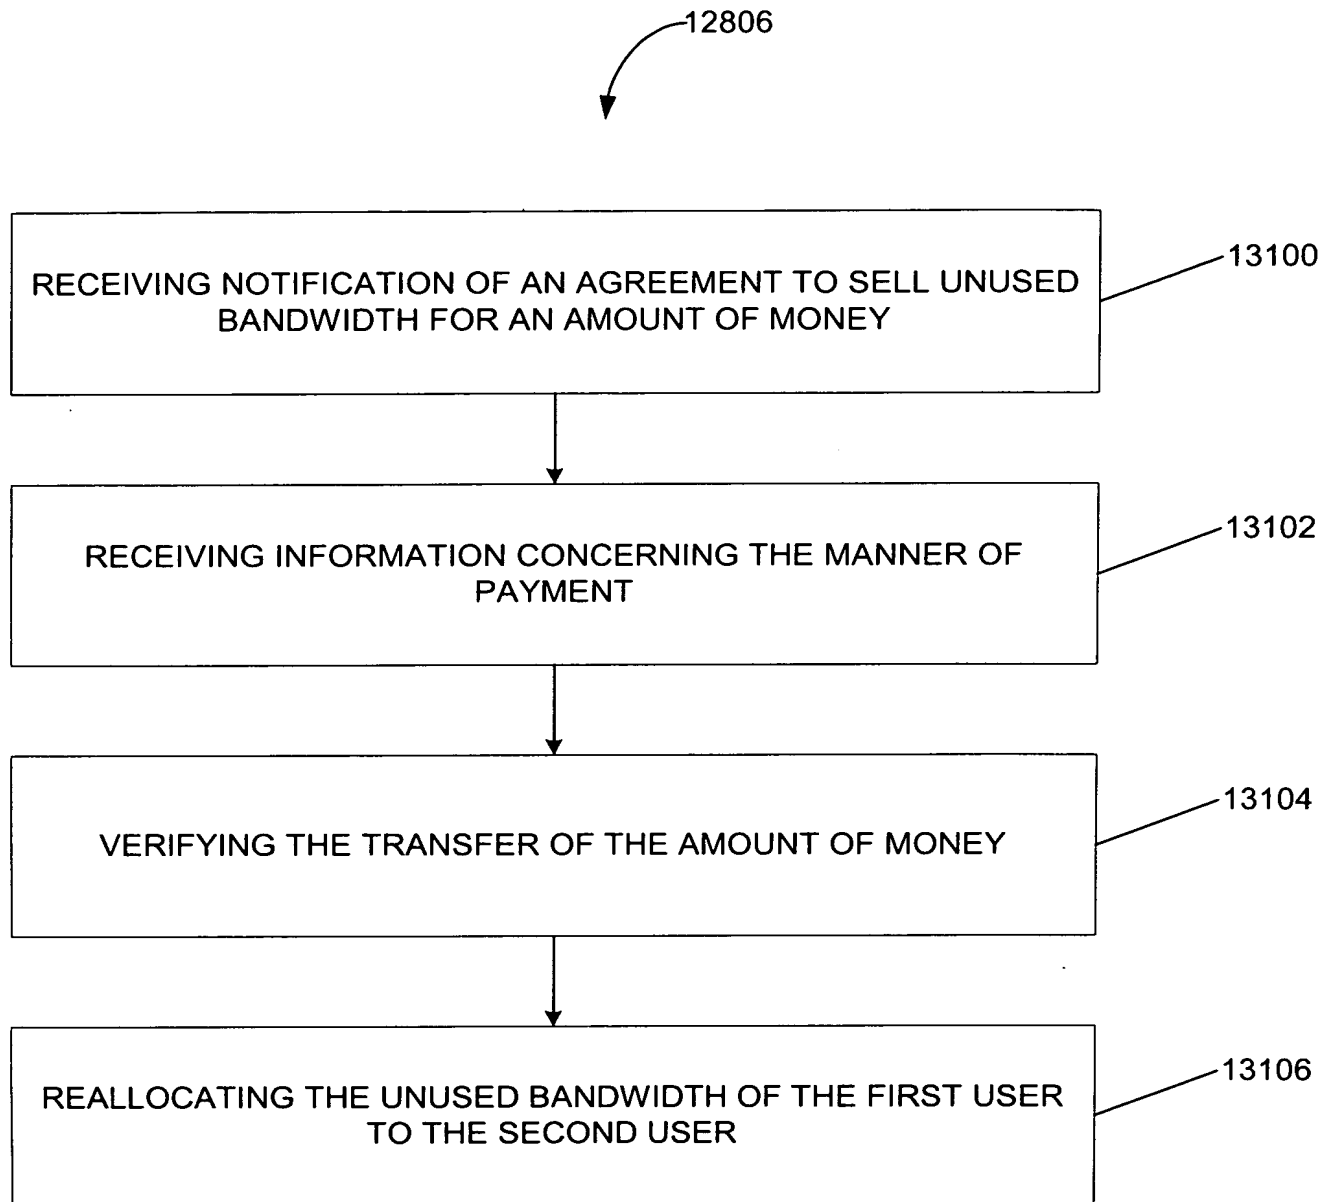 12806
RECEIVING NOTIFICATION OF AN AGREEMENT TO SELL UNUSED
BANDWIDTH FOR AN AMOUNT OF MONEY
13100
RECEIVING INFORMATION CONCERNING THE MANNER OF
PAYMENT
13102
VERIFYING THE TRANSFER OF THE AMOUNT OF MONEY
13104
REALLOCATING THE UNUSED BANDWIDTH OF THE FIRST USER
TO THE SECOND USER
13106